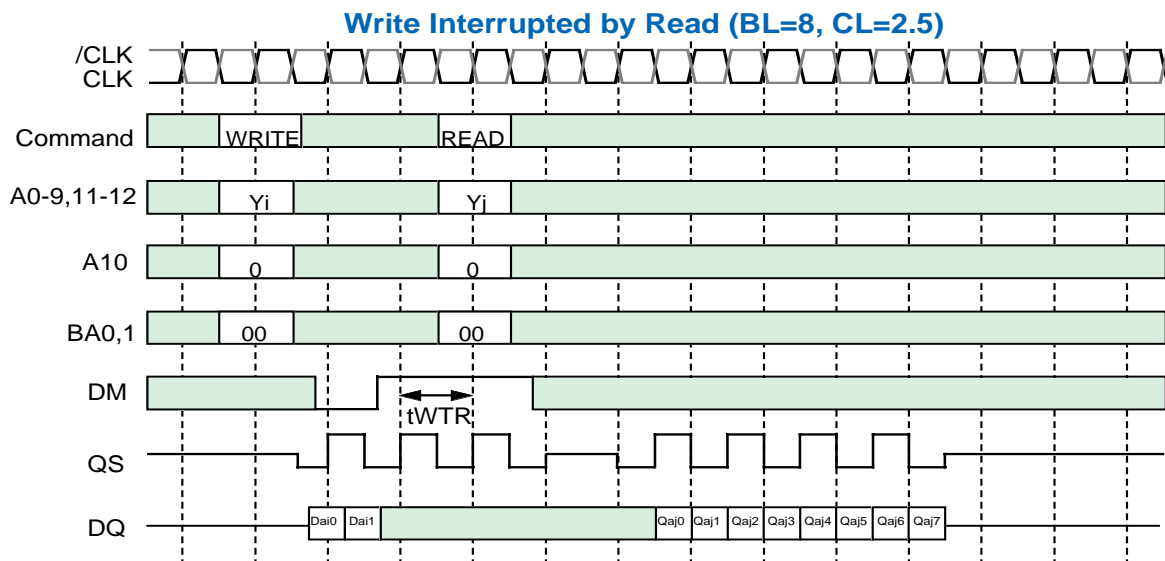 Write Interrupted by Read (BL=8, CL=2.5)
/CLK
CLK
Command WRITE READ
A0-9,11-12 Yi Yj
A10 0 0
BA0,1 00 00
DM
tWTR
QS
DQ Dai0 Dai1 Qaj0 Qaj1 Qaj2 Qaj3 Qaj4 Qaj5 Qaj6 Qaj7